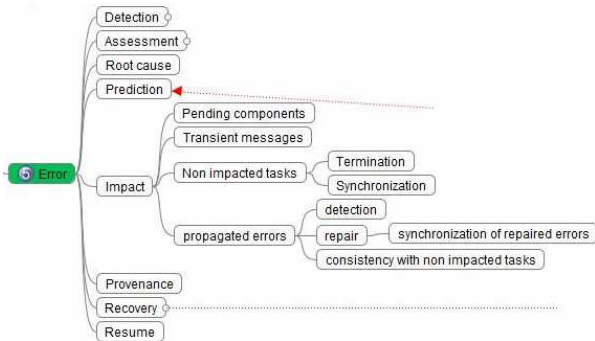 Detection
Assessment
Root cause
Prediction
Pending components
Transient messages
Non impacted tasks
Termination
Synchronization
5 Error
Impact
detection
propagated errors
repair
synchronization of repaired errors
consistency with non impacted tasks
Provenance
Recovery
Resume